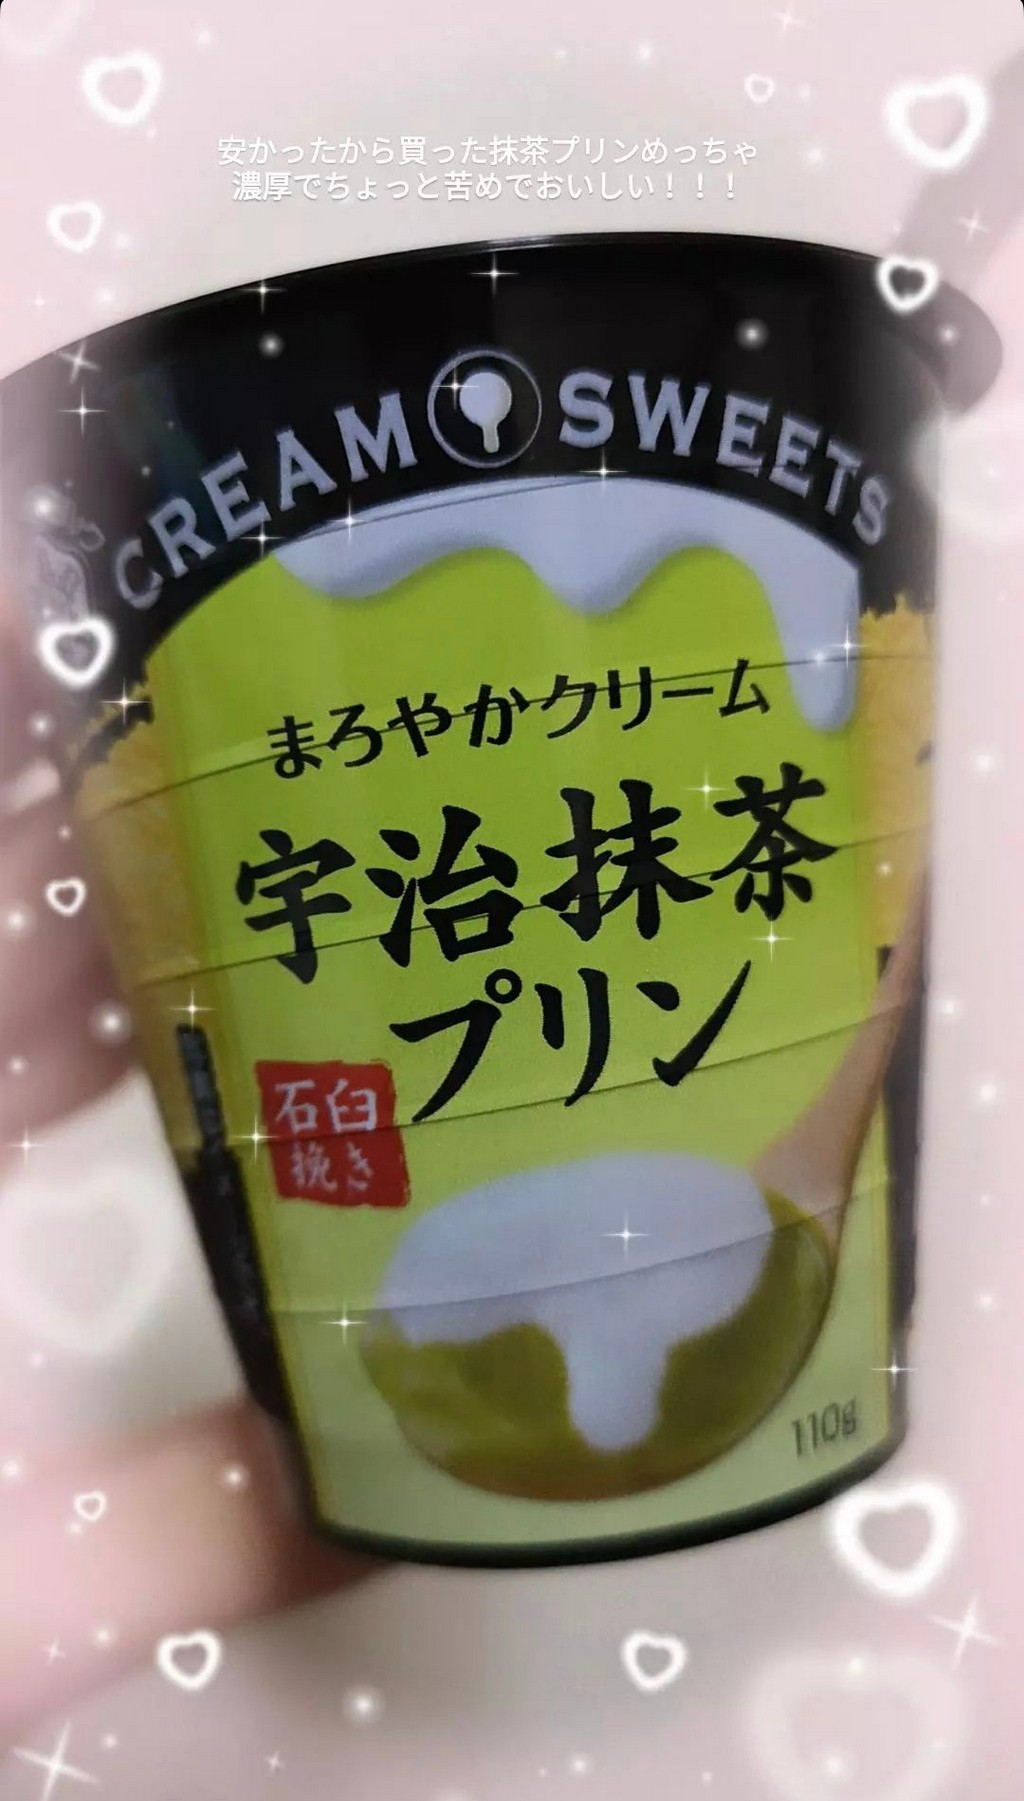 安かったから買った抹茶プリンめっちゃ
濃厚でちょっと苦めでおいしい！！！
CREAM SWEETS
まろやかクリーム
宇治抹茶
プリン
石臼
挽き
110g